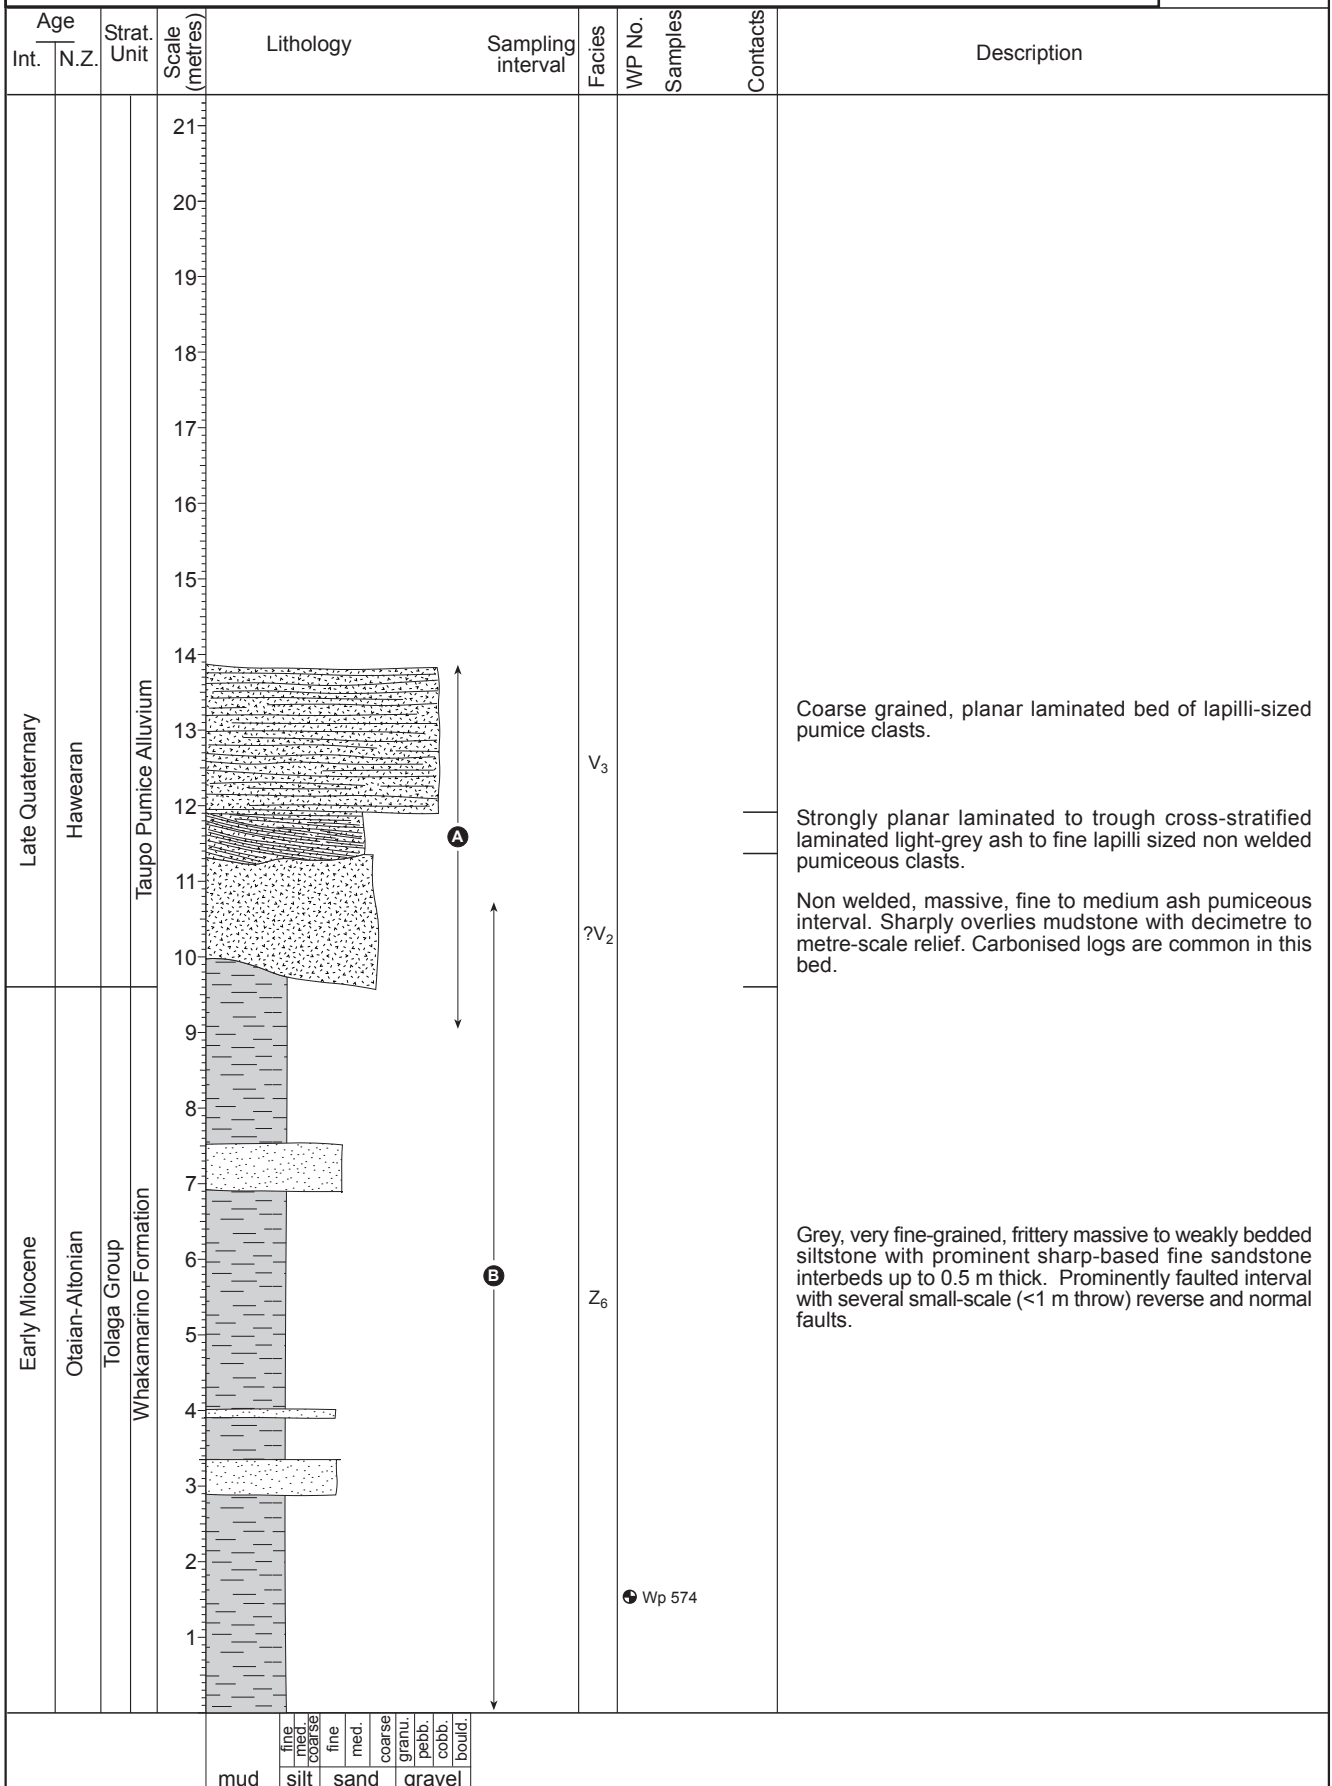 Age
Int.
N.Z.
Strat.
Unit
Scale
(metres)
Lithology
Sampling
interval
Facies
WP No.
Samples
Contacts
Description
21
20
19
18
17
16
15
14
13
12
11
10
9
8
7
6
5
4
3
2
1
Late Quaternary
Hawearan
Taupo Pumice Alluvium
Early Miocene
Otaian-Altonian
Tolaga Group
Whakamarino Formation
A
B
V3
?V2
Z6
Wp 574
Coarse grained, planar laminated bed of lapilli-sized
pumice clasts.
Strongly planar laminated to trough cross-stratified
laminated light-grey ash to fine lapilli sized non welded
pumiceous clasts.
Non welded, massive, fine to medium ash pumiceous
interval. Sharply overlies mudstone with decimetre to
metre-scale relief. Carbonised logs are common in this
bed.
Grey, very fine-grained, frittery massive to weakly bedded
siltstone with prominent sharp-based fine sandstone
interbeds up to 0.5 m thick. Prominently faulted interval
with several small-scale (<1 m throw) reverse and normal
faults.
fine
med.
coarse
fine
med.
coarse
granu.
pebb.
cobb.
bould.
mud
silt
sand
gravel